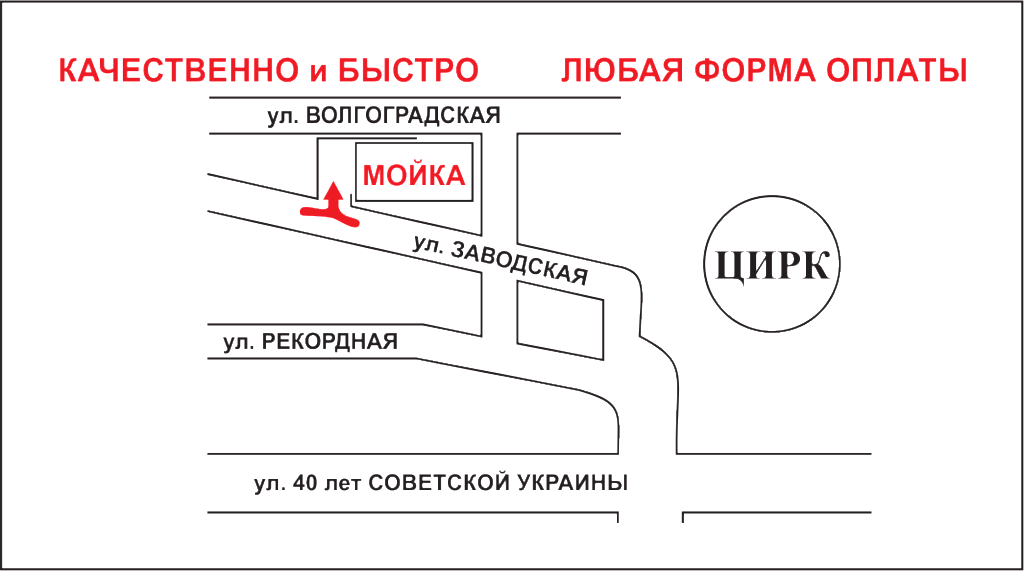 КАЧЕСТВЕННО и БЫСТРО
ЛЮБАЯ ФОРМА ОПЛАТЫ
ул. ВОЛГОГРАДСКАЯ
МОЙКА
ул. ЗАВОДСКАЯ
ЦИРК
ул. РЕКОРДНАЯ
ул. 40 лет СОВЕТСКОЙ УКРАИНЫ